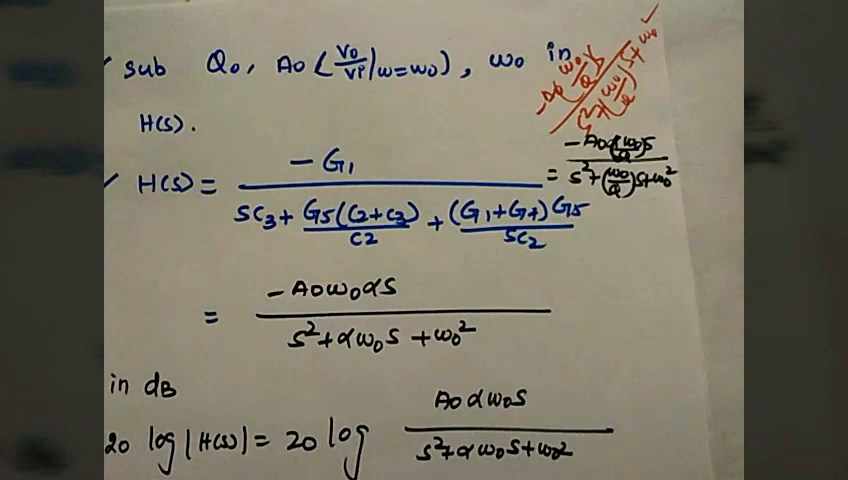 ✓ sub Q₀, A₀ (V₀/Vi | ω=ω₀), ω₀ in
H(s).
✓ H(s) = -G₁ / (SC₃ + G5(C2+C3)/C2 + (G₁+G4)G5/SC₂) = -A₀(ω₀/Q)s / (s²+(ω₀/Q)s+ω₀²)
= -A₀ω₀αs / (s²+αω₀s+ω₀²)
in dB
20 log|H(s)| = 20 log A₀αω₀s / (s²+αω₀s+ω₀²)